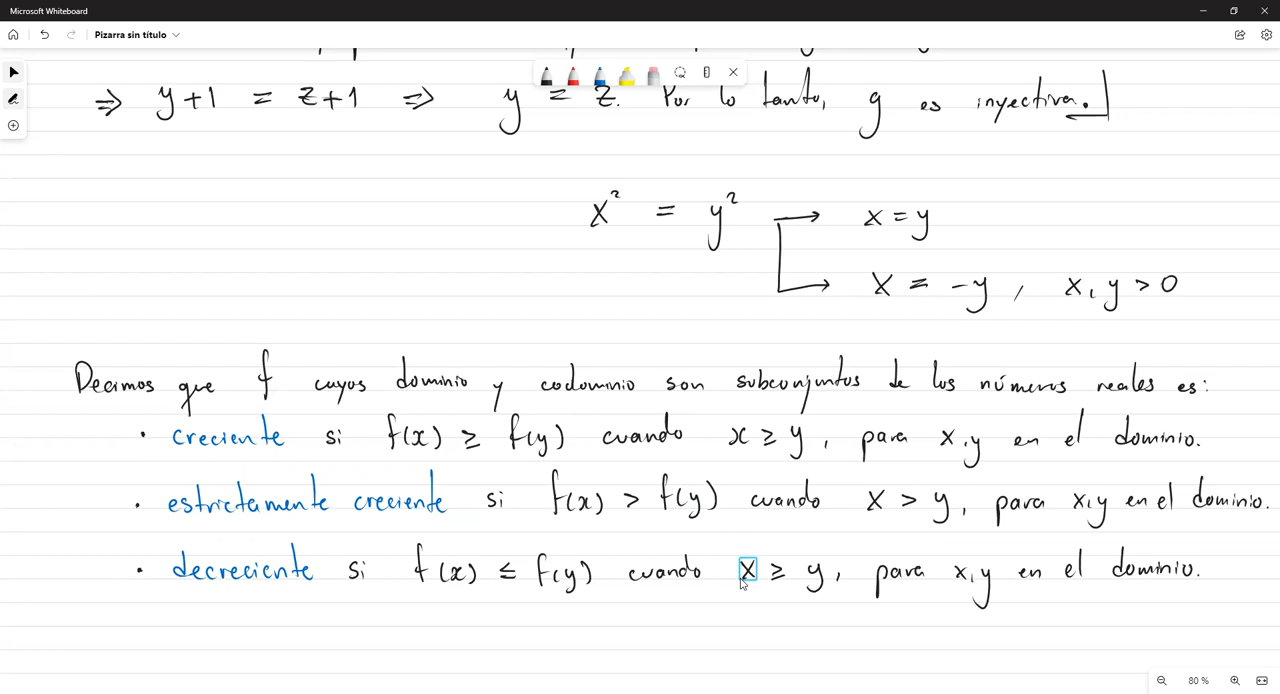 Microsoft Whiteboard
Pizarra sin título
⇒ y+1 = z+1 ⇒ y = z. Por lo tanto, g es inyectiva.
x² = y² → x = y
→ x = -y , x, y > 0
Decimos que f cuyos dominio y codominio son subconjuntos de los números reales es:
· creciente si f(x) ≥ f(y) cuando x ≥ y, para x, y en el dominio.
· estrictamente creciente si f(x) > f(y) cuando x > y, para x, y en el dominio.
· decreciente si f(x) ≤ f(y) cuando x ≥ y, para x, y en el dominio.
80 %